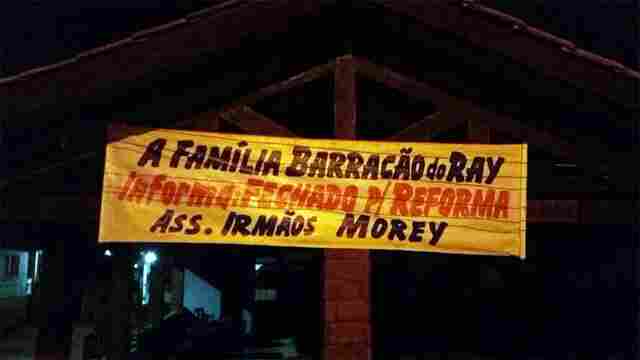 A FAMÍLIA BARRACÃO do RAY
InFORMA: FECHADO P/ REFORMA
ASS. IRMÃOS MOREY